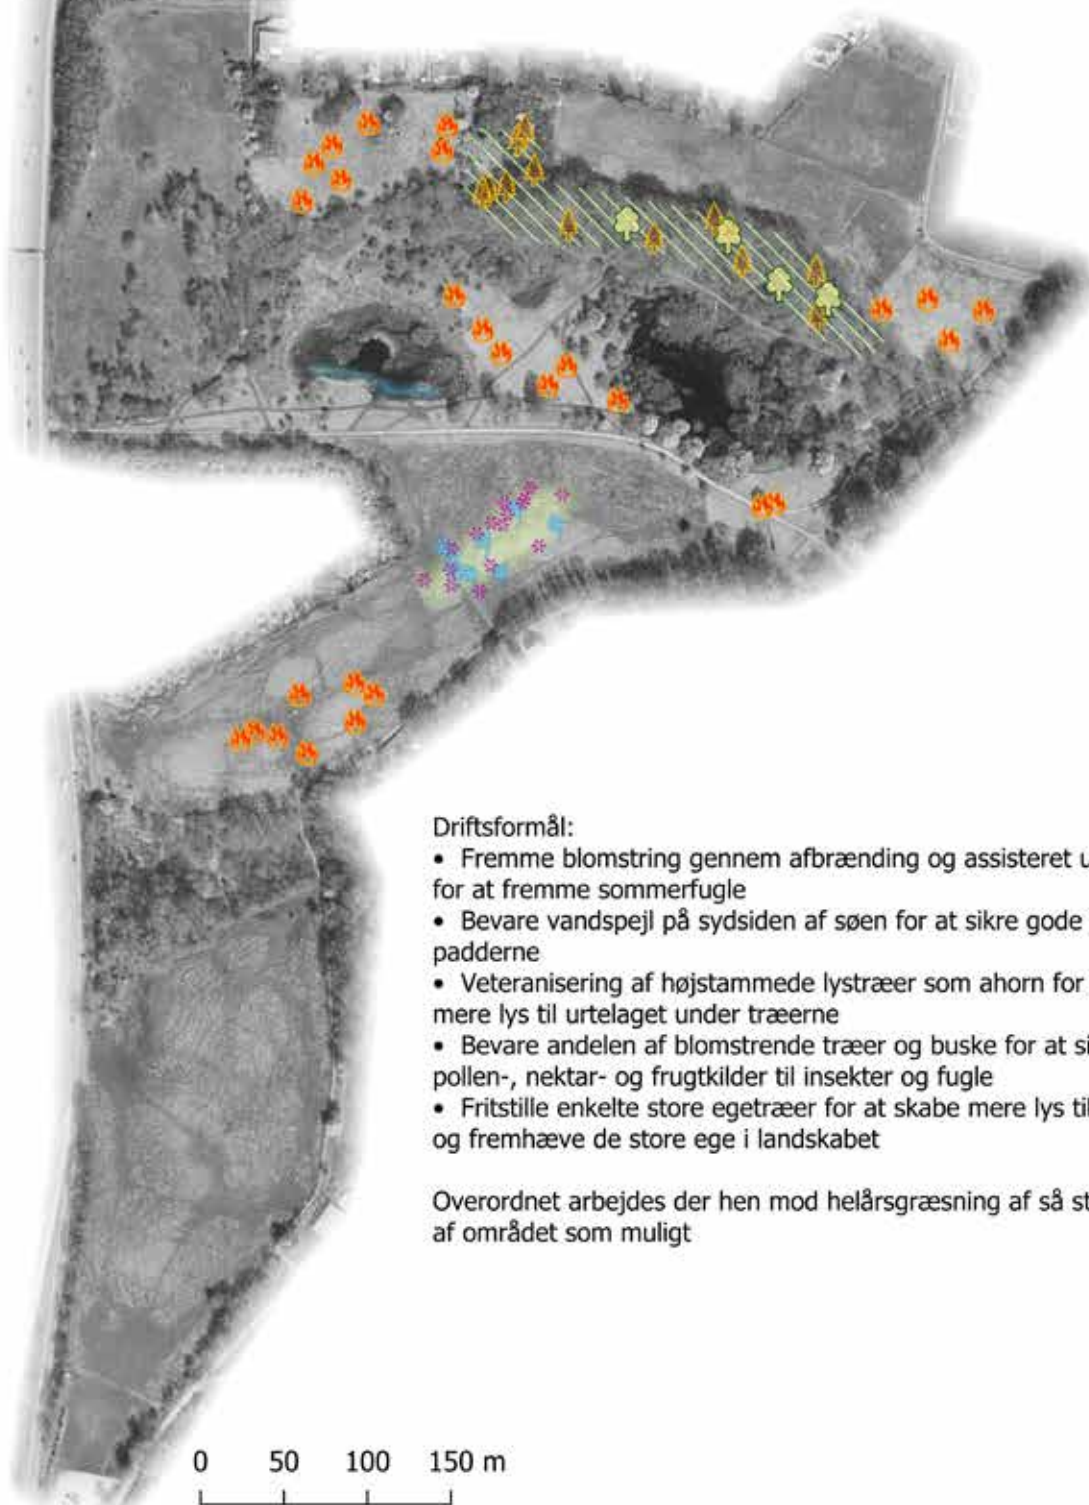 Driftsformål:
• Fremme blomstring gennem afbrænding og assisteret
for at fremme sommerfugle
• Bevare vandspejl på sydsiden af søen for at sikre gode
padderne
• Veteranisering af højstammede lystræer som ahorn for
mere lys til urtelaget under træerne
• Bevare andelen af blomstrende træer og buske for at
pollen-, nektar- og frugtkilder til insekter og fugle
• Fritstille enkelte store egetræer for at skabe mere lys til
og fremhæve de store ege i landskabet
Overordnet arbejdes der hen mod helårsgræsning af så
af området som muligt
0 50 100 150 m